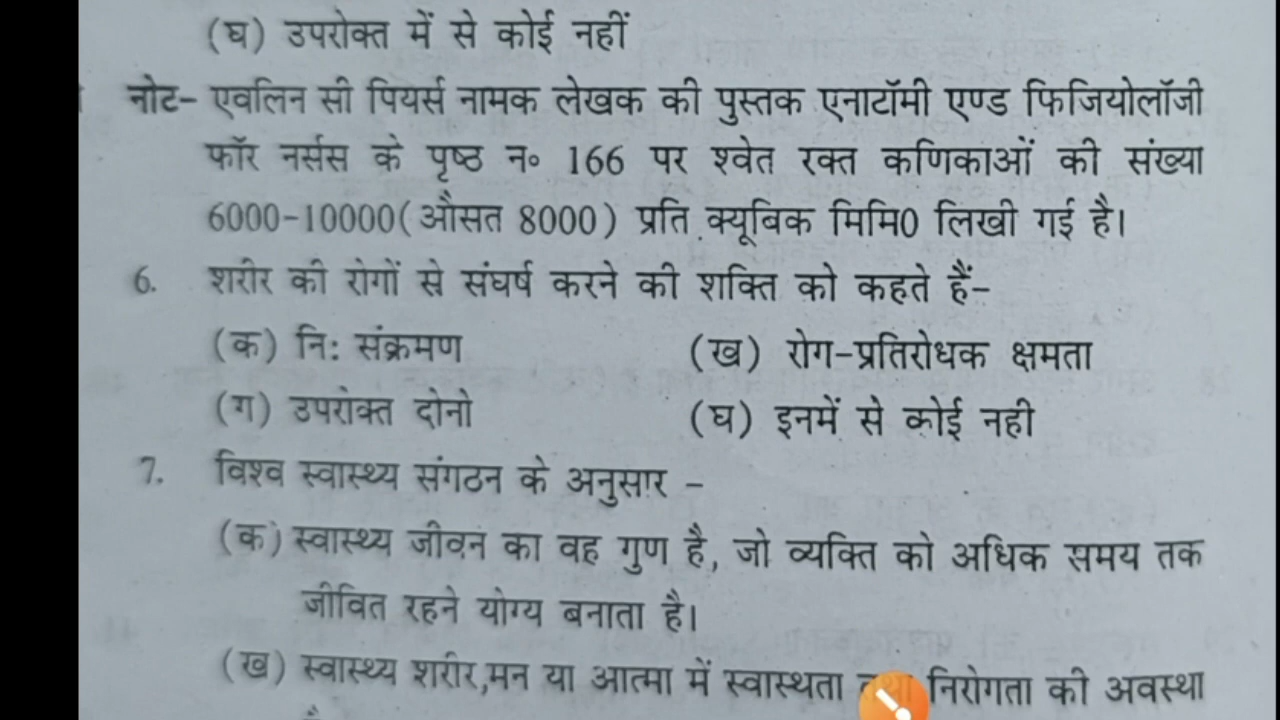 (घ) उपरोक्त में से कोई नहीं
नोट- एवलिन सी पियर्स नामक लेखक की पुस्तक एनाटॉमी एण्ड फिजियोलॉजी
फॉर नर्सस के पृष्ठ न० 166 पर श्वेत रक्त कणिकाओं की संख्या
6000-10000(औसत 8000) प्रति क्यूबिक मिमि0 लिखी गई है।
6. शरीर की रोगों से संघर्ष करने की शक्ति को कहते हैं-
(क) नि: संक्रमण (ख) रोग-प्रतिरोधक क्षमता
(ग) उपरोक्त दोनो (घ) इनमें से कोई नही
7. विश्व स्वास्थ्य संगठन के अनुसार -
(क) स्वास्थ्य जीवन का वह गुण है, जो व्यक्ति को अधिक समय तक
जीवित रहने योग्य बनाता है।
(ख) स्वास्थ्य शरीर,मन या आत्मा में स्वास्थता निरोगता की अवस्था